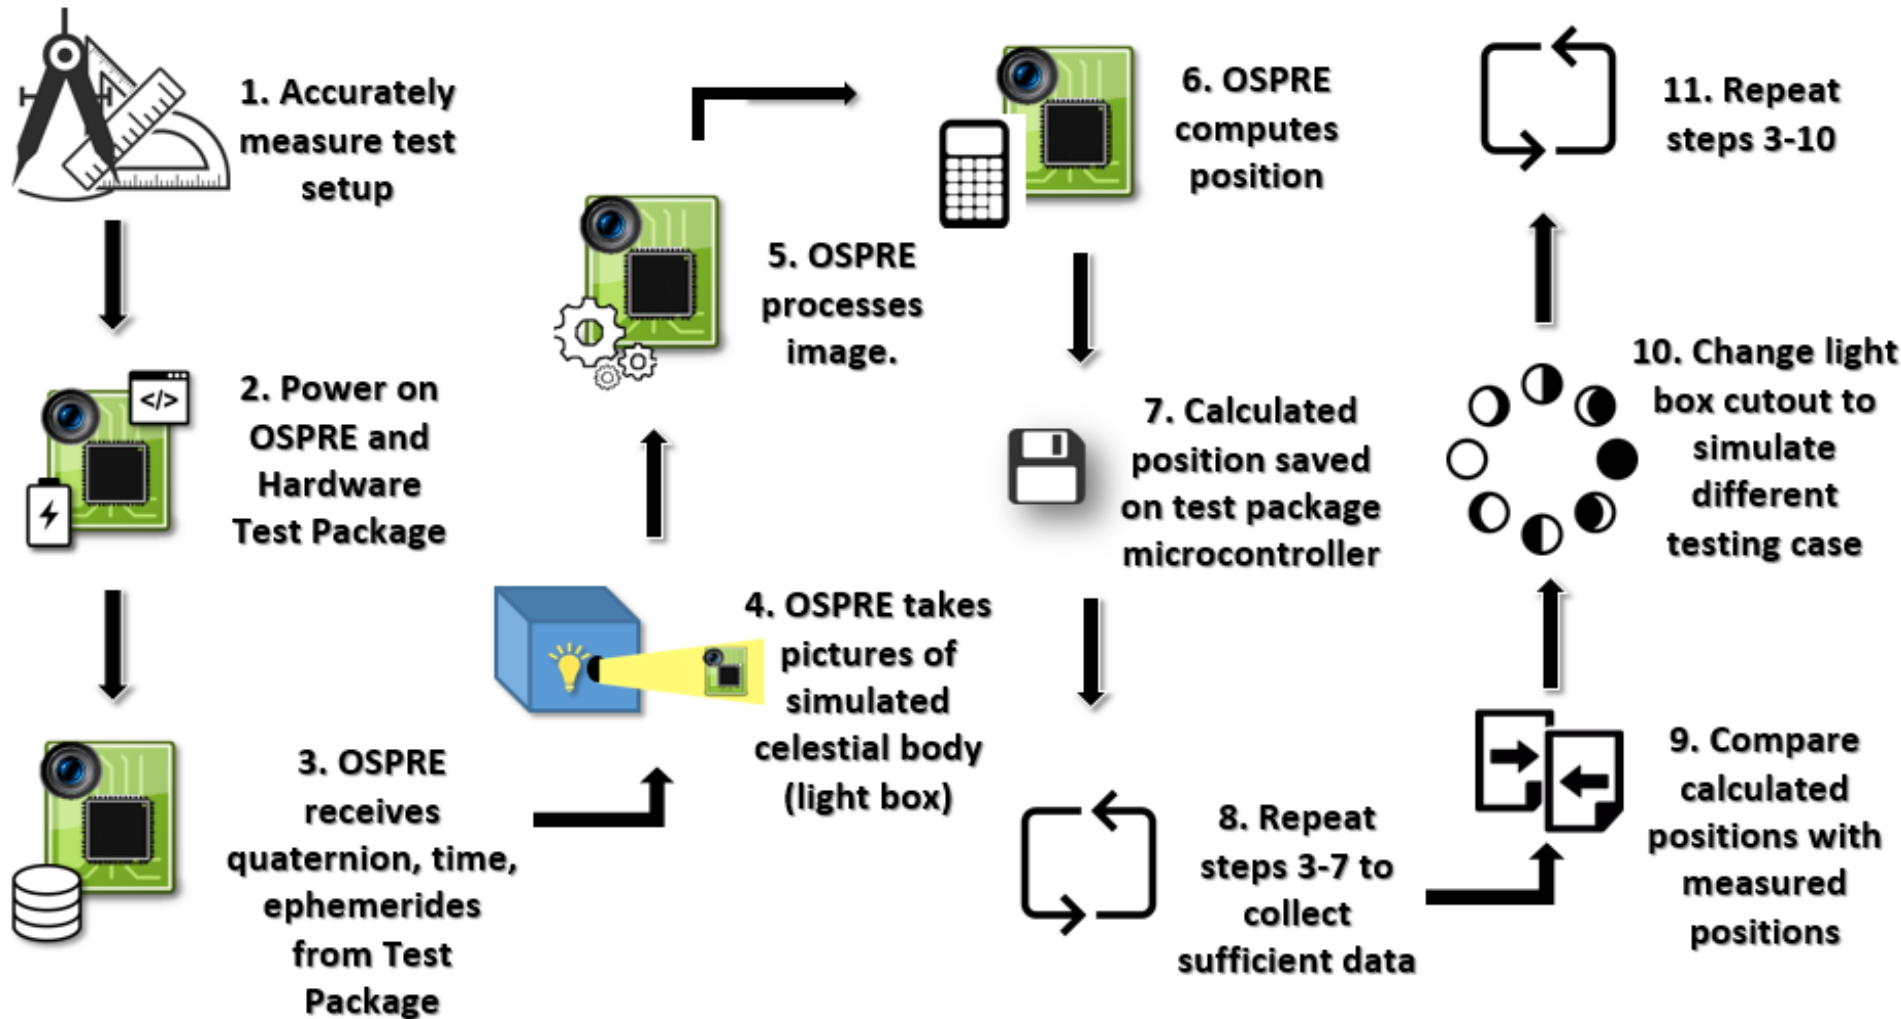 1. Accurately
measure test
setup
2. Power on
OSPRE and
Hardware
Test Package
</>
3. OSPRE
receives
quaternion, time,
ephemerides
from Test
Package
4. OSPRE takes
pictures of
simulated
celestial body
(light box)
5. OSPRE
processes
image.
6. OSPRE
computes
position
7. Calculated
position saved
on test package
microcontroller
8. Repeat
steps 3-7 to
collect
sufficient data
9. Compare
calculated
positions with
measured
positions
10. Change light
box cutout to
simulate
different
testing case
11. Repeat
steps 3-10